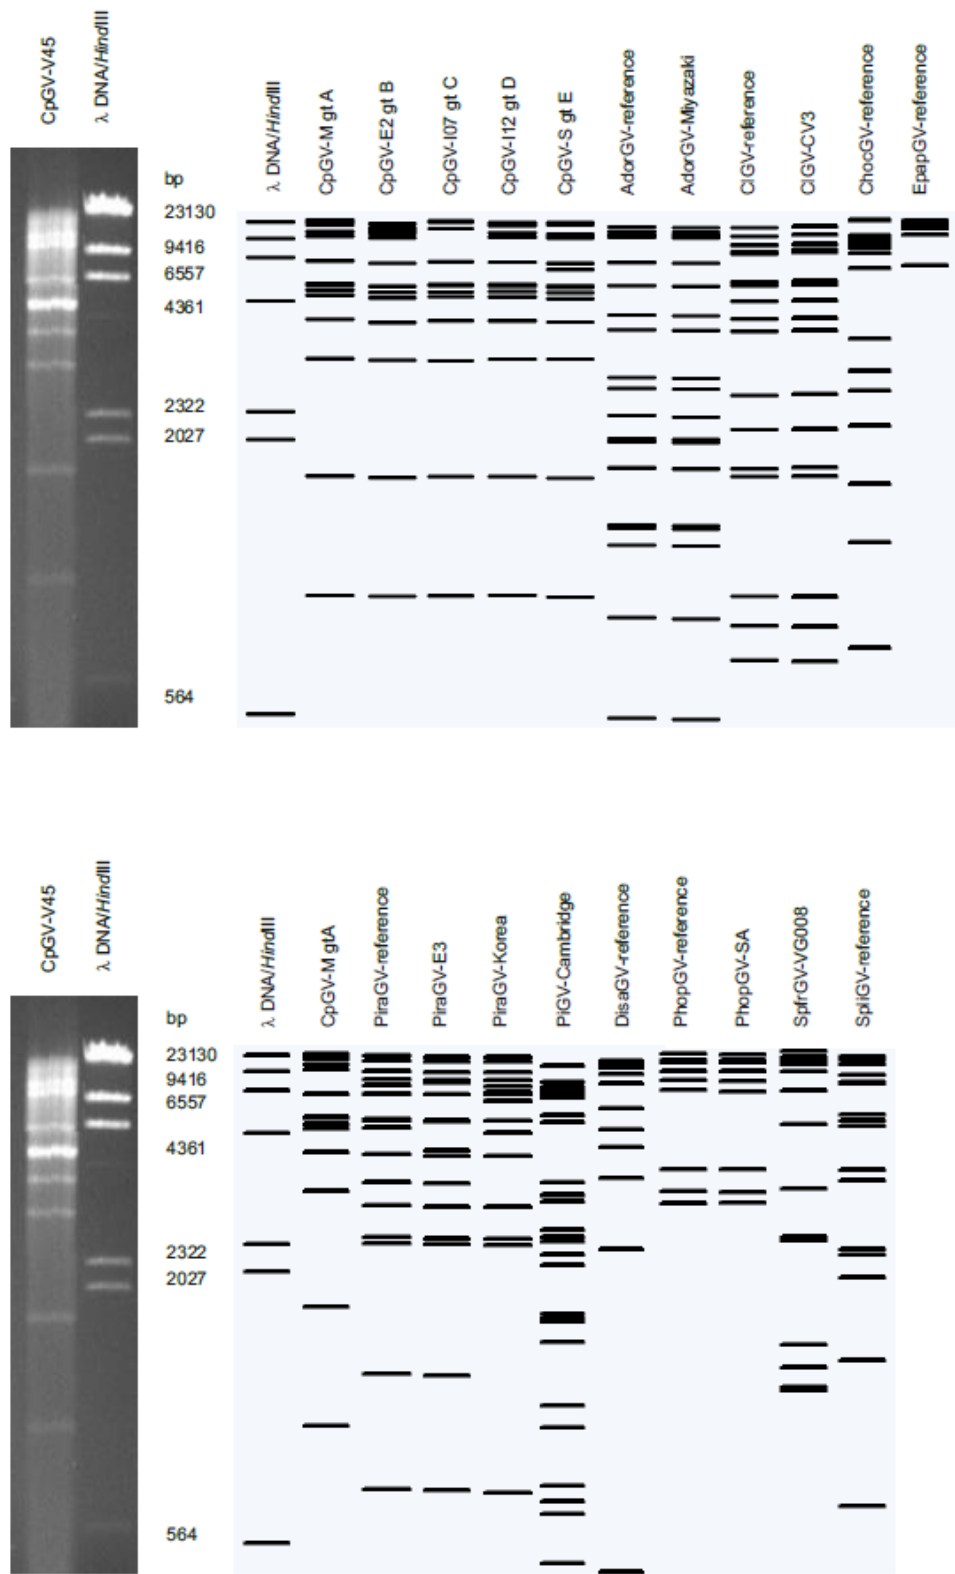 CpGV-V45
λ DNA/HindIII
λ DNA/HindIII
CpGV-M gt A
CpGV-E2 gt B
CpGV-I07 gt C
CpGV-I12 gt D
CpGV-S gt E
AdorGV-reference
AdorGV-Miyazaki
ClGV-reference
ClGV-CV3
ChocGV-reference
EpapGV-reference
bp
23130
9416
6557
4361
2322
2027
564
CpGV-V45
λ DNA/HindIII
λ DNA/HindIII
CpGV-M gtA
PiraGV-reference
PiraGV-E3
PiraGV-Korea
PiGV-Cambridge
DisaGV-reference
PhopGV-reference
PhopGV-SA
SpfrGV-VG008
SpliGV-reference
bp
23130
9416
6557
4361
2322
2027
564